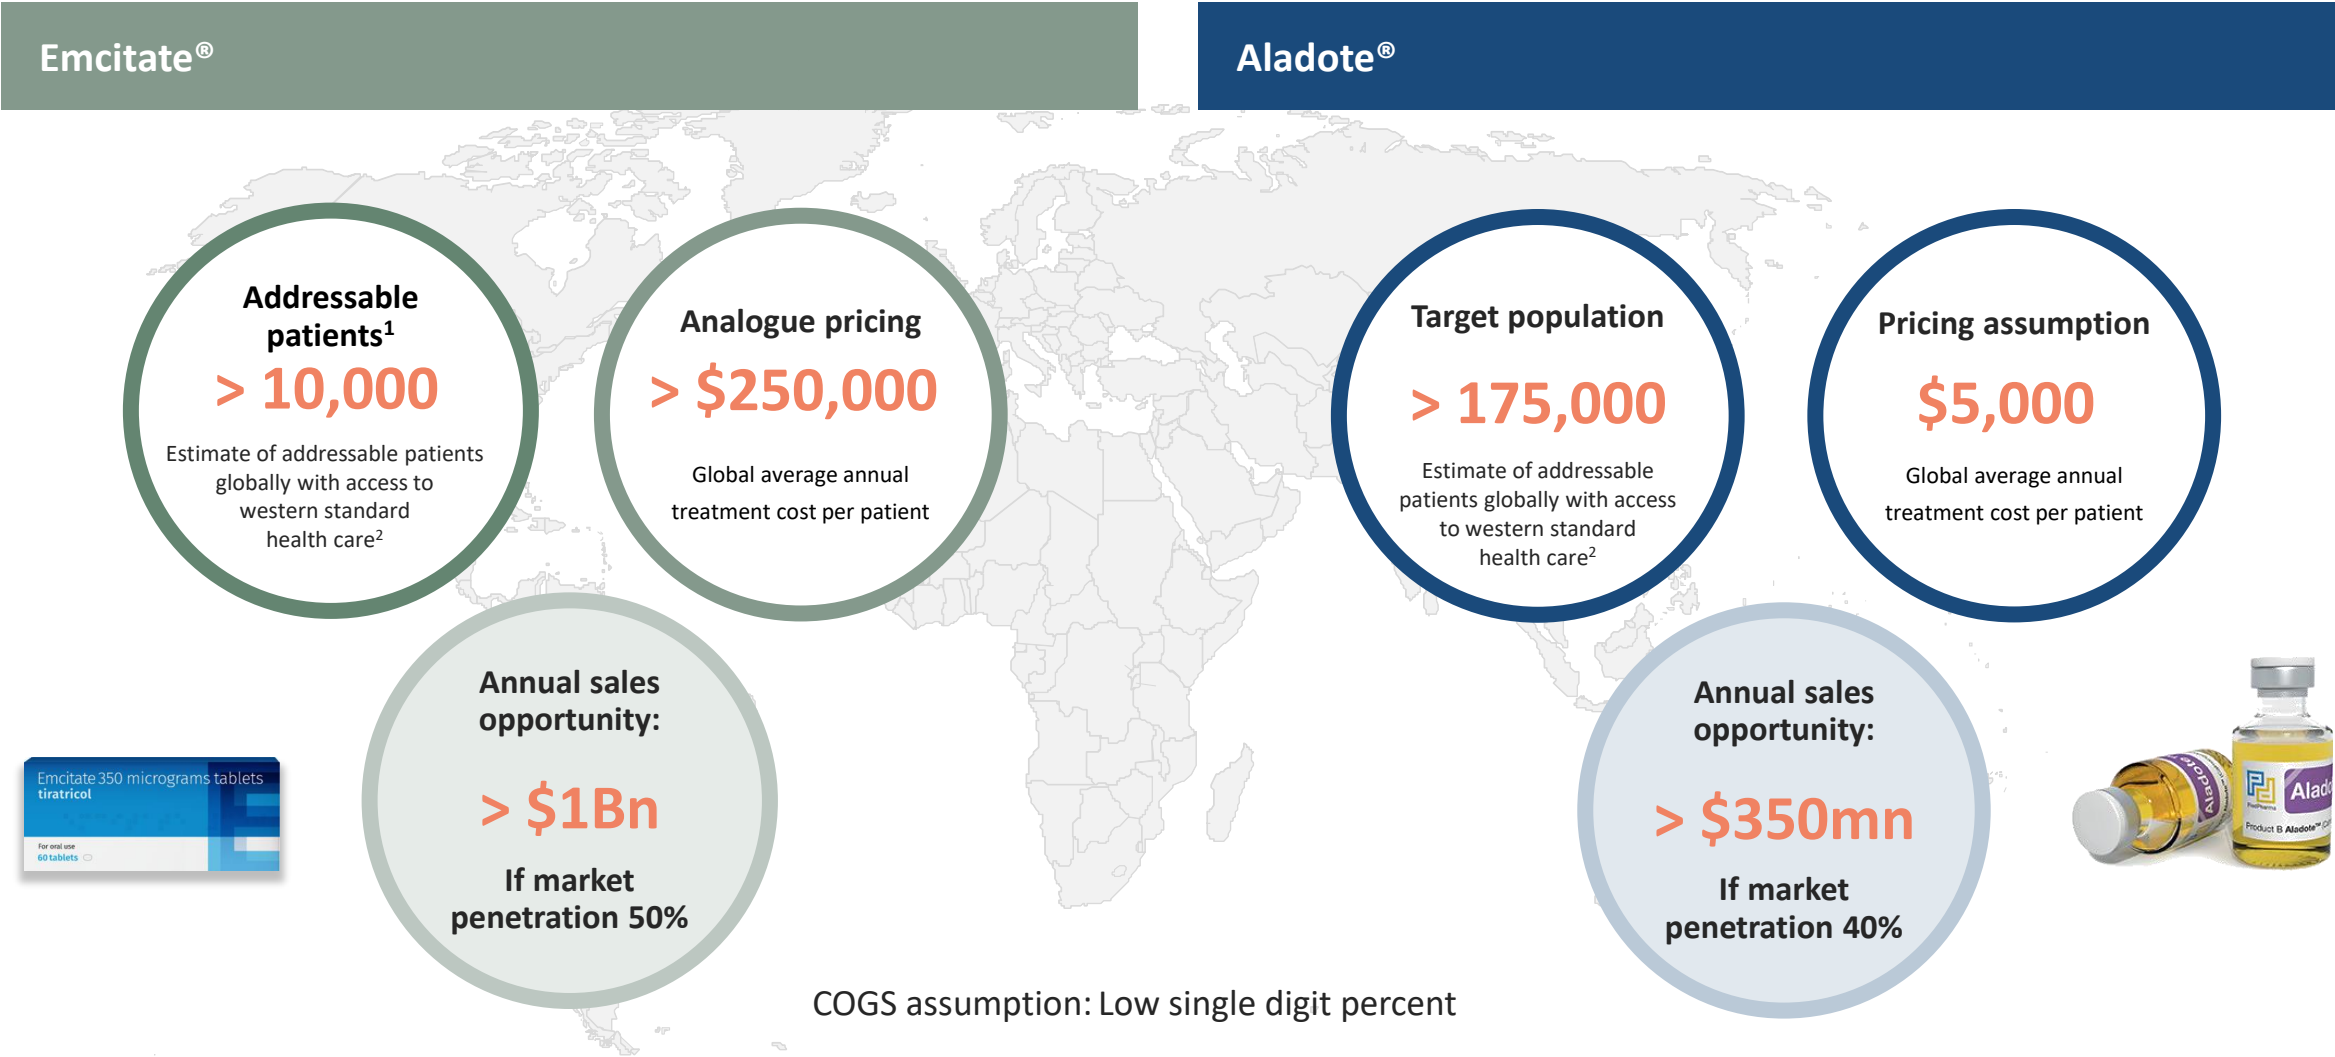 Emcitate®
Aladote®
Addressable
patients¹
> 10,000
Estimate of addressable patients
globally with access to
western standard
health care²
Analogue pricing
> $250,000
Global average annual
treatment cost per patient
Target population
> 175,000
Estimate of addressable
patients globally with access
to western standard
health care²
Pricing assumption
$5,000
Global average annual
treatment cost per patient
Annual sales
opportunity:
> $1Bn
If market
penetration 50%
Annual sales
opportunity:
> $350mn
If market
penetration 40%
Emcitate 350 micrograms tablets
tiratricol
For oral use
60 tablets
Aladote
Alado
Product B Aladote™
COGS assumption: Low single digit percent